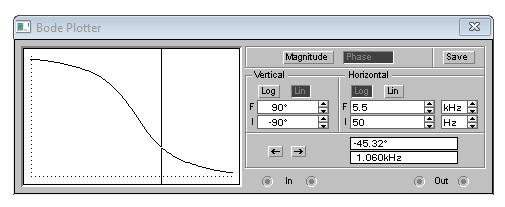 Bode Plotter
Magnitude Phase Save
Vertical Horizontal
Log Lin Log Lin
F 90° F 5.5 kHz
I -90° I 50 Hz
-45.32°
1.060kHz
In Out